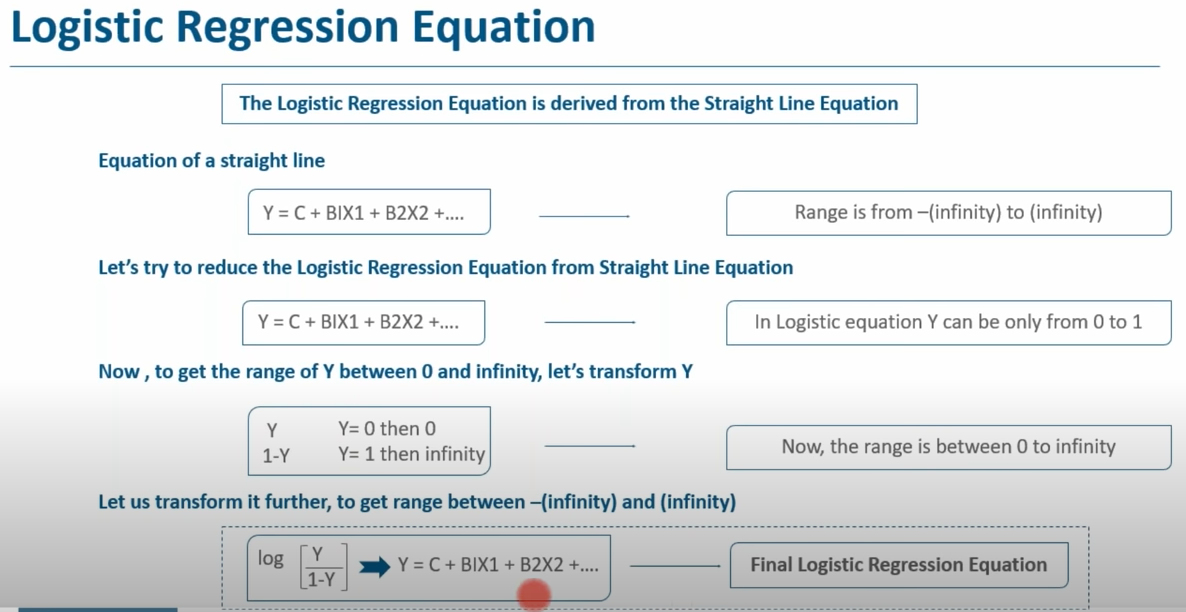 Logistic Regression Equation
The Logistic Regression Equation is derived from the Straight Line Equation
Equation of a straight line
Y = C + BIX1 + B2X2 +....
Range is from –(infinity) to (infinity)
Let's try to reduce the Logistic Regression Equation from Straight Line Equation
Y = C + BIX1 + B2X2 +....
In Logistic equation Y can be only from 0 to 1
Now , to get the range of Y between 0 and infinity, let's transform Y
Y Y= 0 then 0
1-Y Y= 1 then infinity
Now, the range is between 0 to infinity
Let us transform it further, to get range between –(infinity) and (infinity)
log [Y
1-Y] Y = C + BIX1 + B2X2 +....
Final Logistic Regression Equation